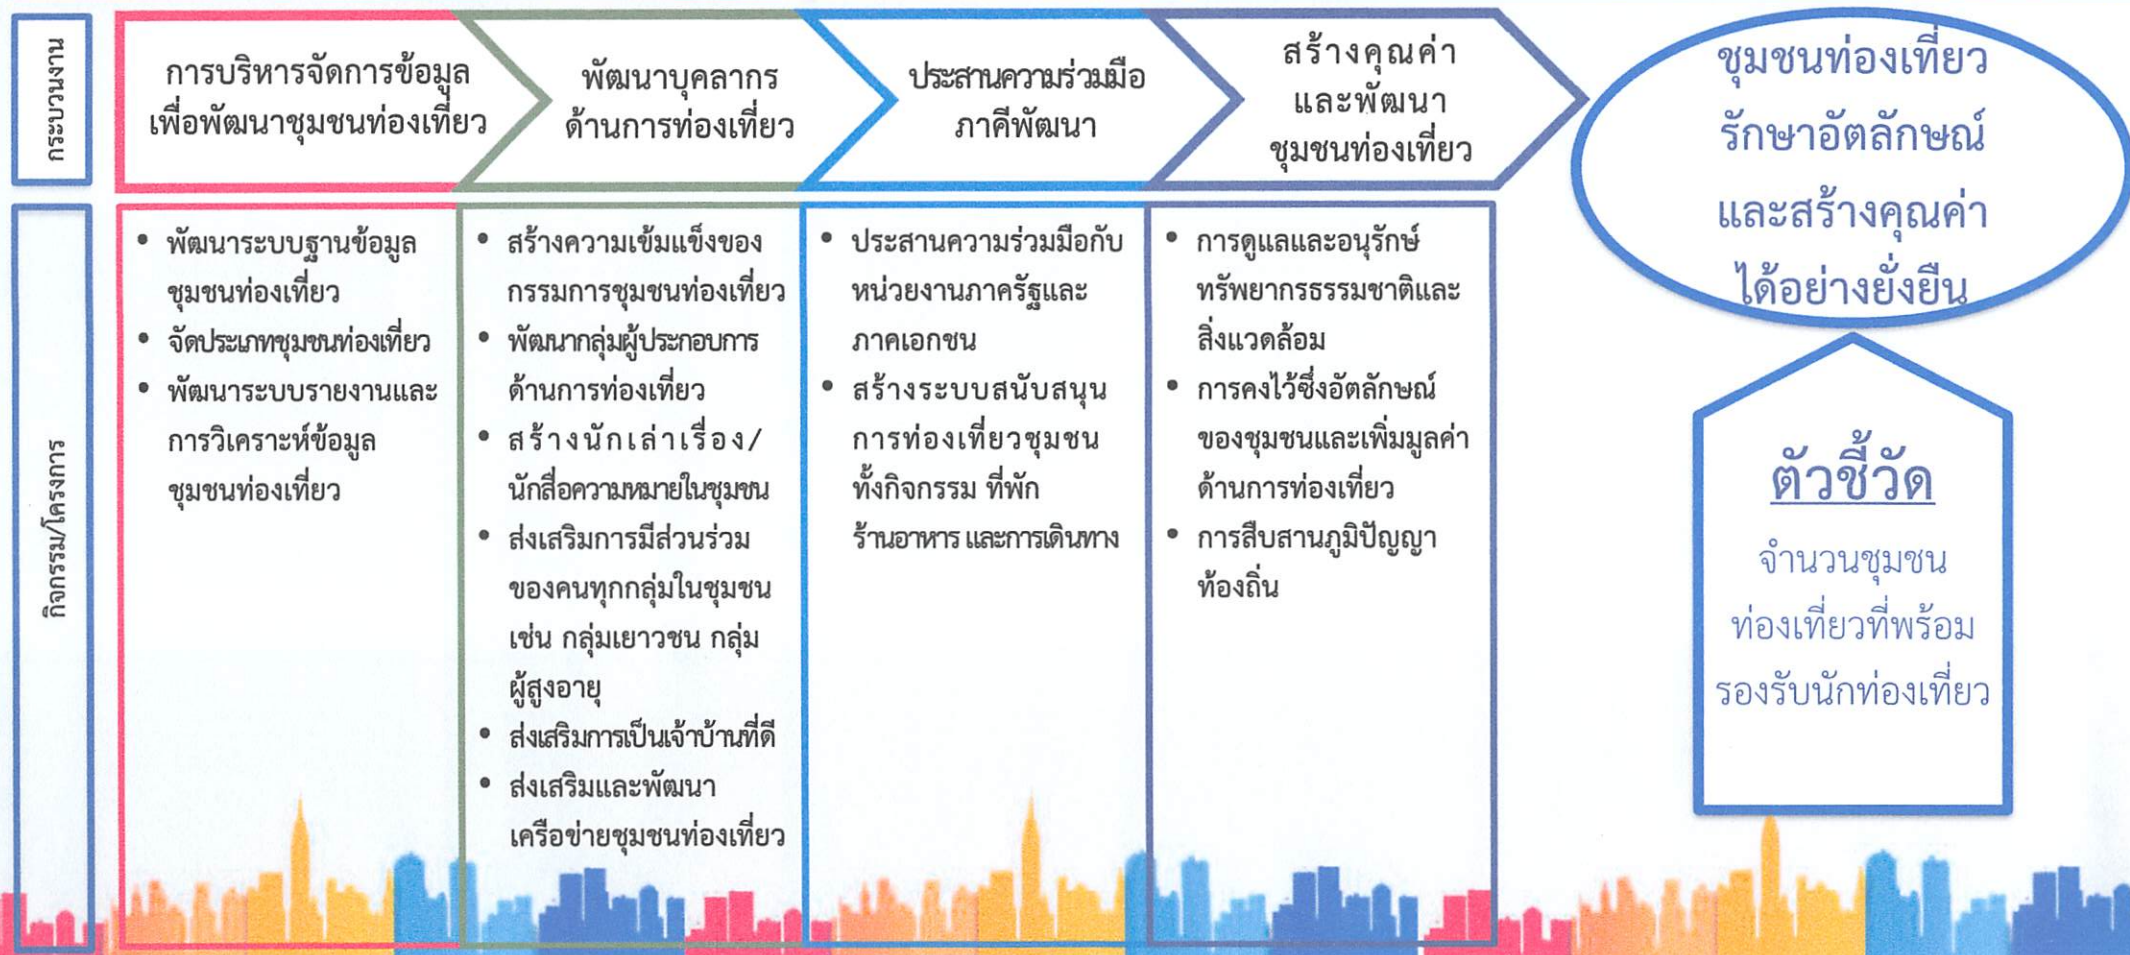 กระบวนงาน
การบริหารจัดการข้อมูล
เพื่อพัฒนาชุมชนท่องเที่ยว
พัฒนาบุคลากร
ด้านการท่องเที่ยว
ประสานความร่วมมือ
ภาคีพัฒนา
สร้างคุณค่า
และพัฒนา
ชุมชนท่องเที่ยว
ชุมชนท่องเที่ยว
รักษาอัตลักษณ์
และสร้างคุณค่า
ได้อย่างยั่งยืน
กิจกรรม/โครงการ
• พัฒนาระบบฐานข้อมูล
ชุมชนท่องเที่ยว
• จัดประเภทชุมชนท่องเที่ยว
• พัฒนาระบบรายงานและ
การวิเคราะห์ข้อมูล
ชุมชนท่องเที่ยว
• สร้างความเข้มแข็งของ
กรรมการชุมชนท่องเที่ยว
• พัฒนากลุ่มผู้ประกอบการ
ด้านการท่องเที่ยว
• สร้างนักเล่าเรื่อง/
นักสื่อความหมายในชุมชน
• ส่งเสริมการมีส่วนร่วม
ของคนทุกกลุ่มในชุมชน
เช่น กลุ่มเยาวชน กลุ่ม
ผู้สูงอายุ
• ส่งเสริมการเป็นเจ้าบ้านที่ดี
• ส่งเสริมและพัฒนา
เครือข่ายชุมชนท่องเที่ยว
• ประสานความร่วมมือกับ
หน่วยงานภาครัฐและ
ภาคเอกชน
• สร้างระบบสนับสนุน
การท่องเที่ยวชุมชน
ทั้งกิจกรรม ที่พัก
ร้านอาหาร และการเดินทาง
• การดูแลและอนุรักษ์
ทรัพยากรธรรมชาติและ
สิ่งแวดล้อม
• การคงไว้ซึ่งอัตลักษณ์
ของชุมชนและเพิ่มมูลค่า
ด้านการท่องเที่ยว
• การสืบสานภูมิปัญญา
ท้องถิ่น
ตัวชี้วัด
จำนวนชุมชน
ท่องเที่ยวที่พร้อม
รองรับนักท่องเที่ยว